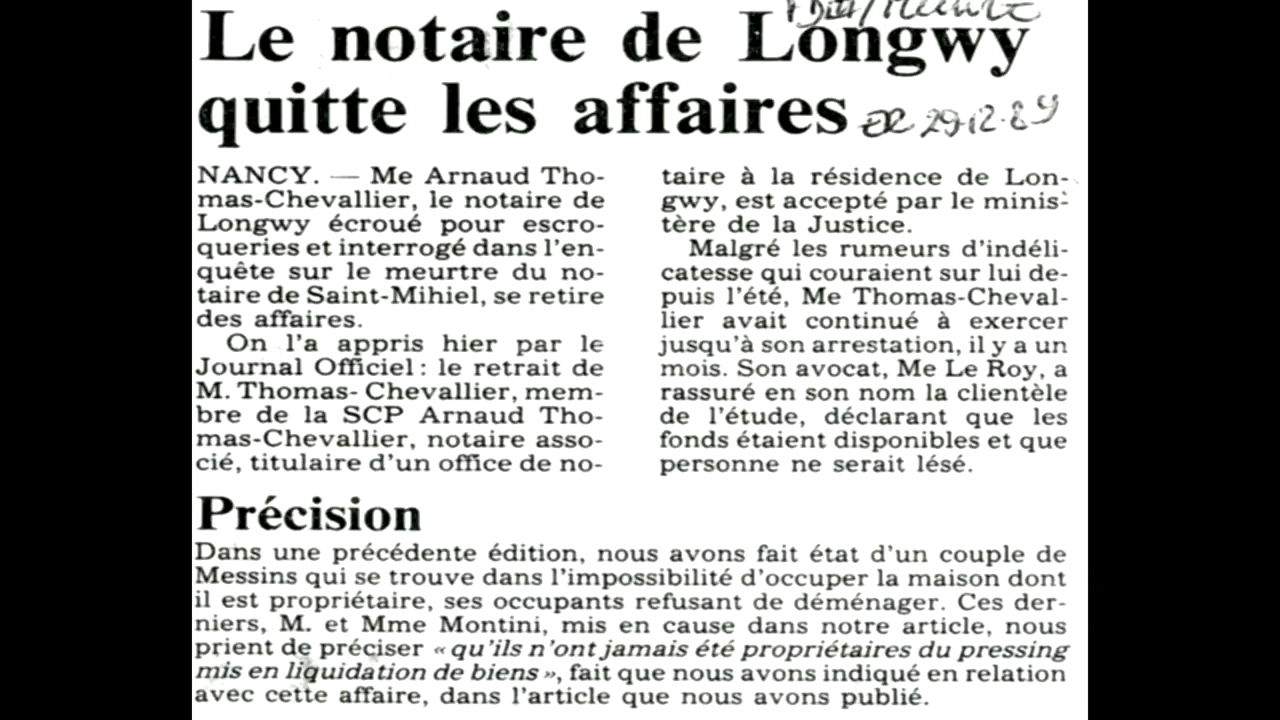 Le notaire de Longwy
quitte les affaires
29.12.89
NANCY. — Me Arnaud Tho-
mas-Chevallier, le notaire de
Longwy écroué pour escro-
queries et interrogé dans l'en-
quête sur le meurtre du no-
taire de Saint-Mihiel, se retire
des affaires.
On l'a appris hier par le
Journal Officiel : le retrait de
M. Thomas- Chevallier, mem-
bre de la SCP Arnaud Tho-
mas-Chevallier, notaire asso-
cié, titulaire d'un office de no-
taire à la résidence de Lon-
gwy, est accepté par le minis-
tère de la Justice.
Malgré les rumeurs d'indéli-
catesse qui couraient sur lui de-
puis l'été, Me Thomas-Cheval-
lier avait continué à exercer
jusqu'à son arrestation, il y a un
mois. Son avocat, Me Le Roy, a
rassuré en son nom la clientèle
de l'étude, déclarant que les
fonds étaient disponibles et que
personne ne serait lésé.
Précision
Dans une précédente édition, nous avons fait état d'un couple de
Messins qui se trouve dans l'impossibilité d'occuper la maison dont
il est propriétaire, ses occupants refusant de déménager. Ces der-
niers, M. et Mme Montini, mis en cause dans notre article, nous
prient de préciser « qu'ils n'ont jamais été propriétaires du pressing
mis en liquidation de biens », fait que nous avons indiqué en relation
avec cette affaire, dans l'article que nous avons publié.